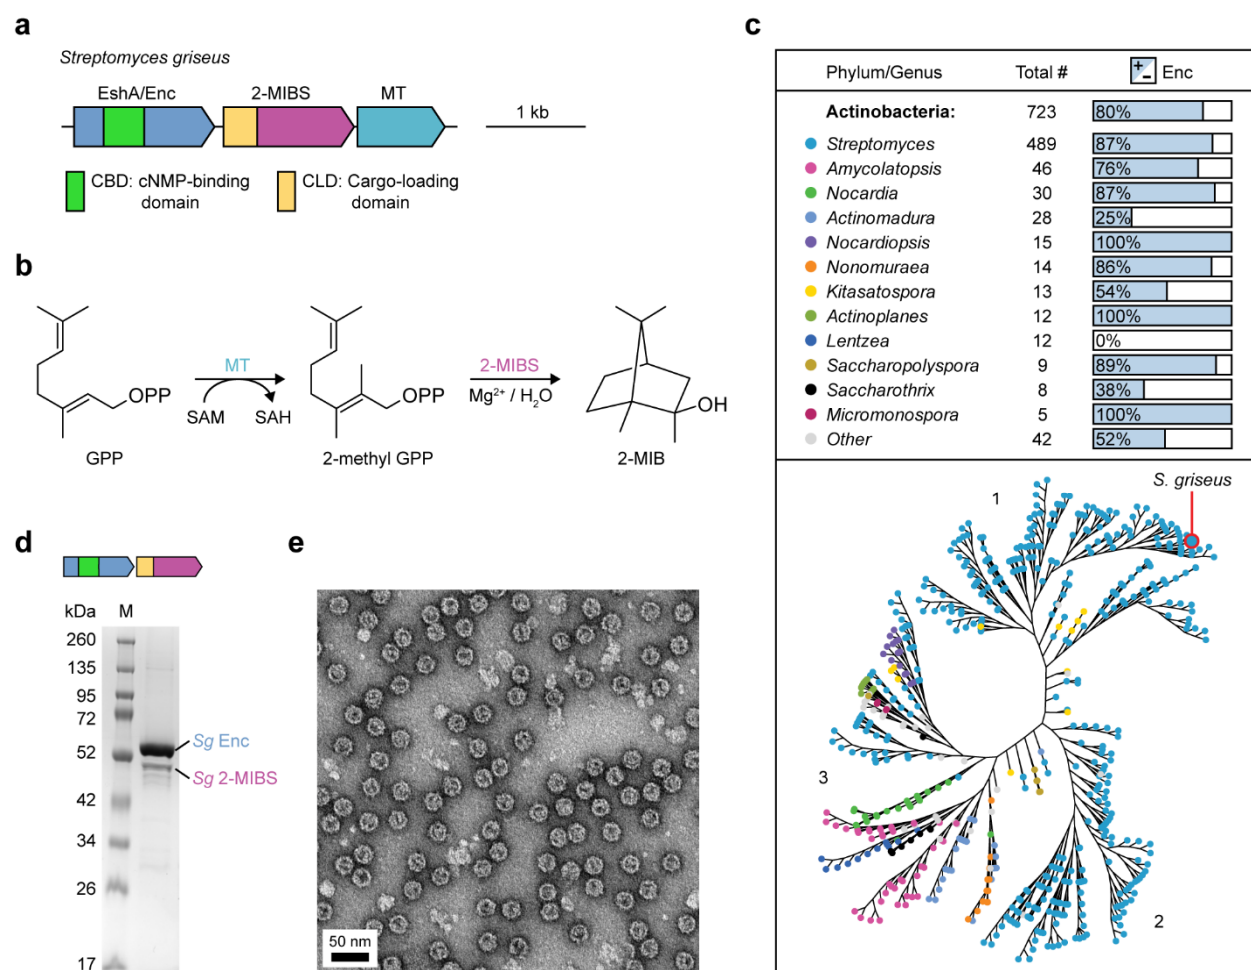 a
Streptomyces griseus
EshA/Enc 2-MIBS MT
1 kb
CBD: cNMP-binding
domain
CLD: Cargo-loading
domain
b
MT
SAM SAH
OPP
GPP
OPP
2-methyl GPP
2-MIBS
Mg²⁺ / H₂O
OH
2-MIB
c
Phylum/Genus Total # + - Enc
Actinobacteria: 723 80%
Streptomyces 489 87%
Amycolatopsis 46 76%
Nocardia 30 87%
Actinomadura 28 25%
Nocardiopsis 15 100%
Nonomuraea 14 86%
Kitasatospora 13 54%
Actinoplanes 12 100%
Lentzea 12 0%
Saccharopolyspora 9 89%
Saccharothrix 8 38%
Micromonospora 5 100%
Other 42 52%
S. griseus
1
2
3
d
kDa M
260
135
95
72
52
42
34
26
17
Sg Enc
Sg 2-MIBS
e
50 nm